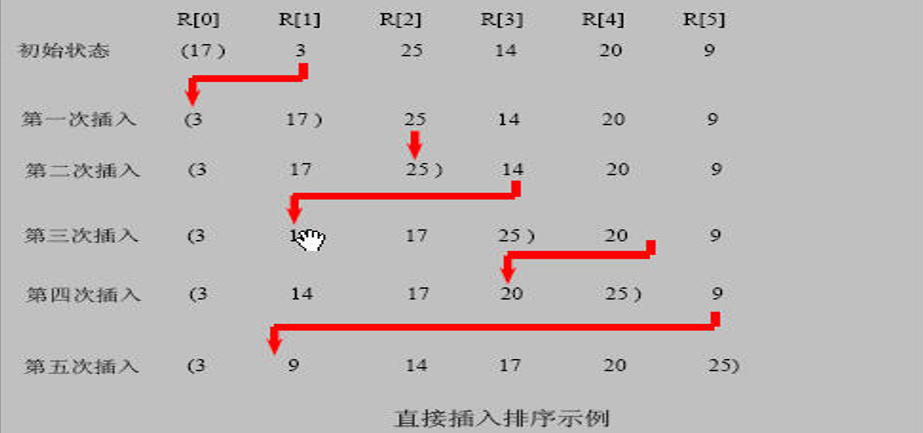 R[0] R[1] R[2] R[3] R[4] R[5]
初始状态 (17 ) 3 25 14 20 9
第一次插入 (3 17 ) 25 14 20 9
第二次插入 (3 17 25 ) 14 20 9
第三次插入 (3 17 25 ) 20 9
第四次插入 (3 14 17 20 25 ) 9
第五次插入 (3 9 14 17 20 25)
直接插入排序示例